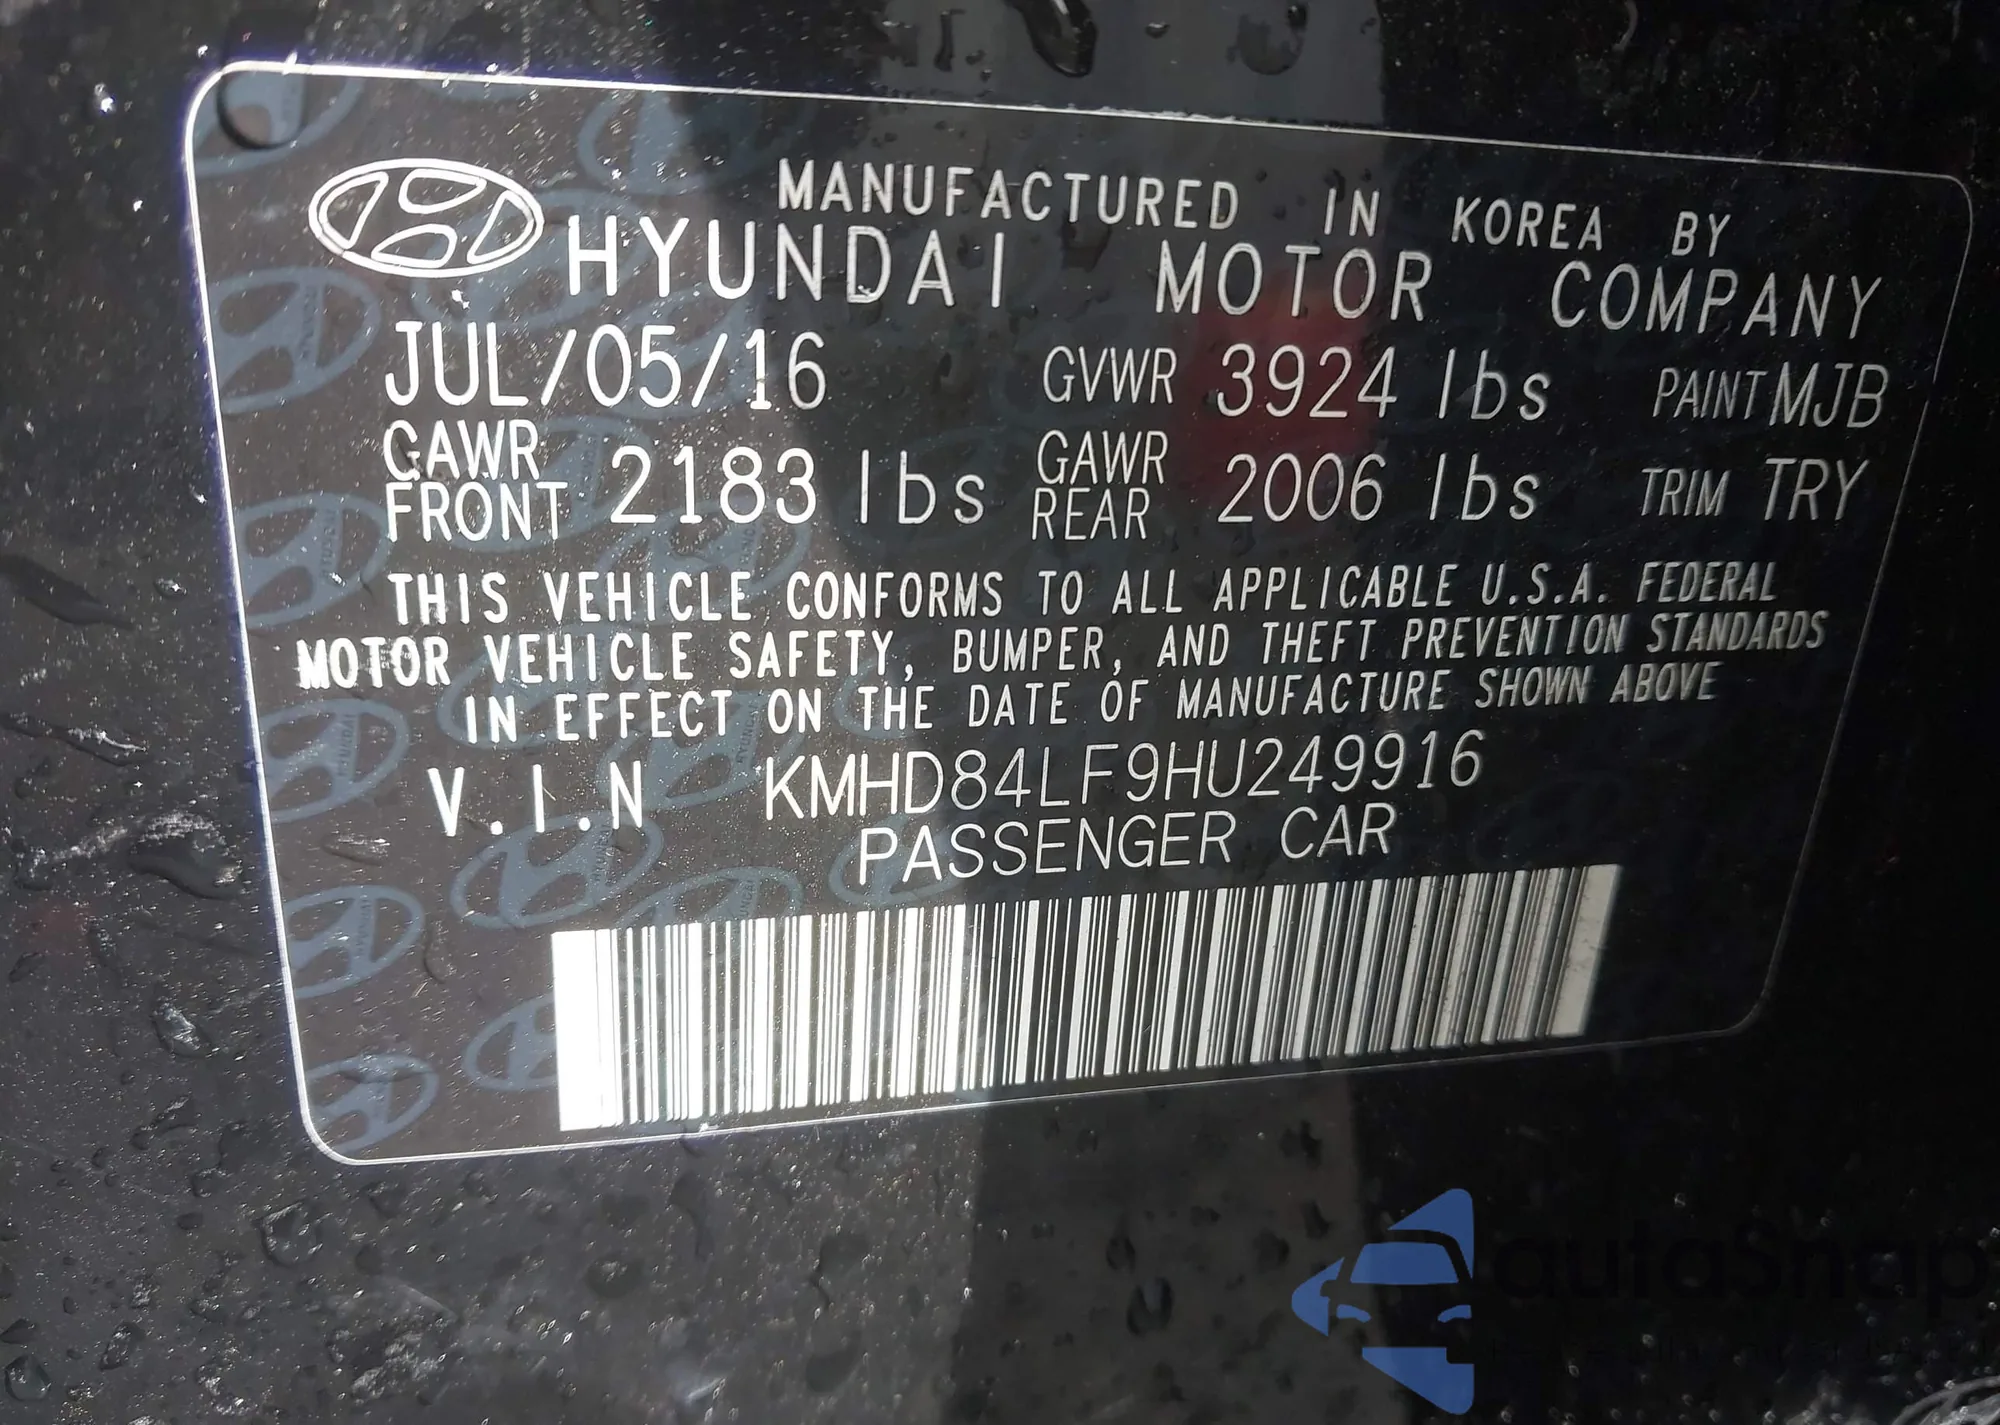 MANUFACTURED IN KOREA BY
HYUNDAI MOTOR COMPANY
JUL/05/16 GVWR 3924 lbs PAINT MJB
GAWR FRONT 2183 lbs GAWR REAR 2006 lbs TRIM TRY
THIS VEHICLE CONFORMS TO ALL APPLICABLE U.S.A. FEDERAL
MOTOR VEHICLE SAFETY, BUMPER, AND THEFT PREVENTION STANDARDS
IN EFFECT ON THE DATE OF MANUFACTURE SHOWN ABOVE
V.I.N KMHD84LF9HU249916
PASSENGER CAR
autoSnap